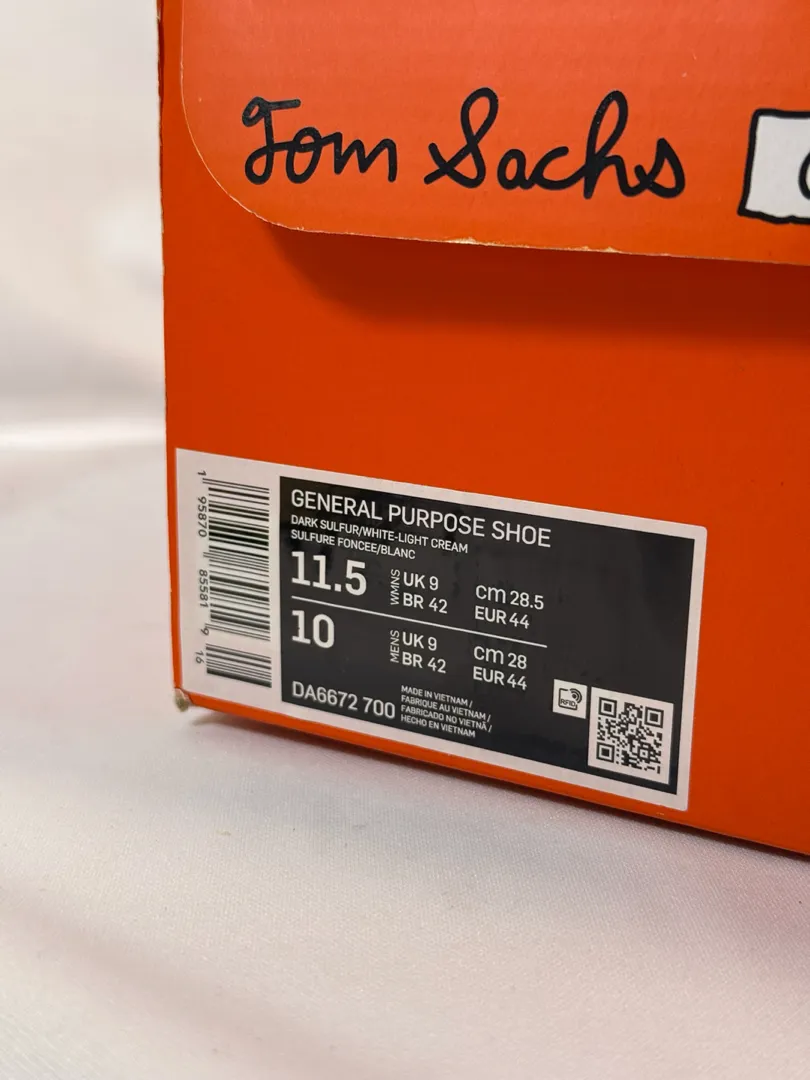 Tom Sachs
1 95870 85581 9 16
GENERAL PURPOSE SHOE
DARK SULFUR/WHITE-LIGHT CREAM
SULFURE FONCEE/BLANC
11.5 WMNS UK 9 cm 28.5
BR 42 EUR 44
10 MENS UK 9 cm 28
BR 42 EUR 44
DA6672 700
MADE IN VIETNAM /
FABRIQUE AU VIETNAM /
FABRICADO NO VIETNÃ /
HECHO EN VIETNAM
RFID